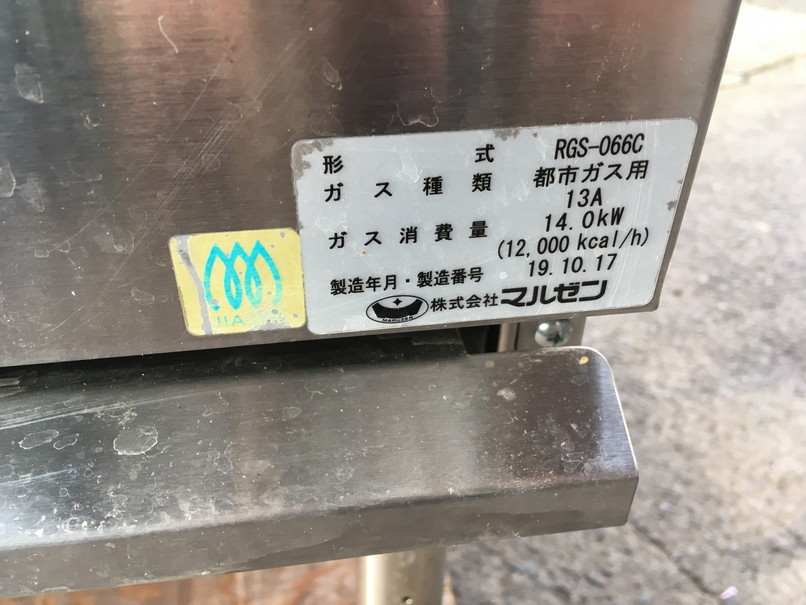 形式 RGS-066C
ガス種類 都市ガス用
13A
ガス消費量 14.0kW
(12,000 kcal/h)
製造年月・製造番号 19.10.17
株式会社マルゼン
JIA